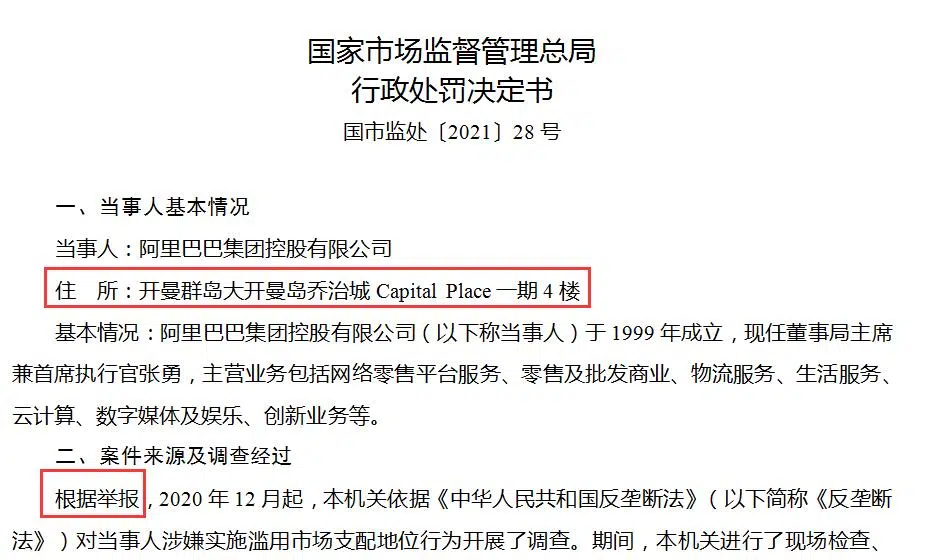 国家市场监督管理总局
行政处罚决定书
国市监处〔2021〕28 号
一、当事人基本情况
当事人：阿里巴巴集团控股有限公司
住　所：开曼群岛大开曼岛乔治城 Capital Place 一期 4 楼
基本情况：阿里巴巴集团控股有限公司（以下称当事人）于 1999 年成立，现任董事局主席
兼首席执行官张勇，主营业务包括网络零售平台服务、零售及批发商业、物流服务、生活服务、
云计算、数字媒体及娱乐、创新业务等。
二、案件来源及调查经过
根据举报，2020 年 12 月起，本机关依据《中华人民共和国反垄断法》（以下简称《反垄断
法》）对当事人涉嫌实施滥用市场支配地位行为开展了调查。期间，本机关进行了现场检查、